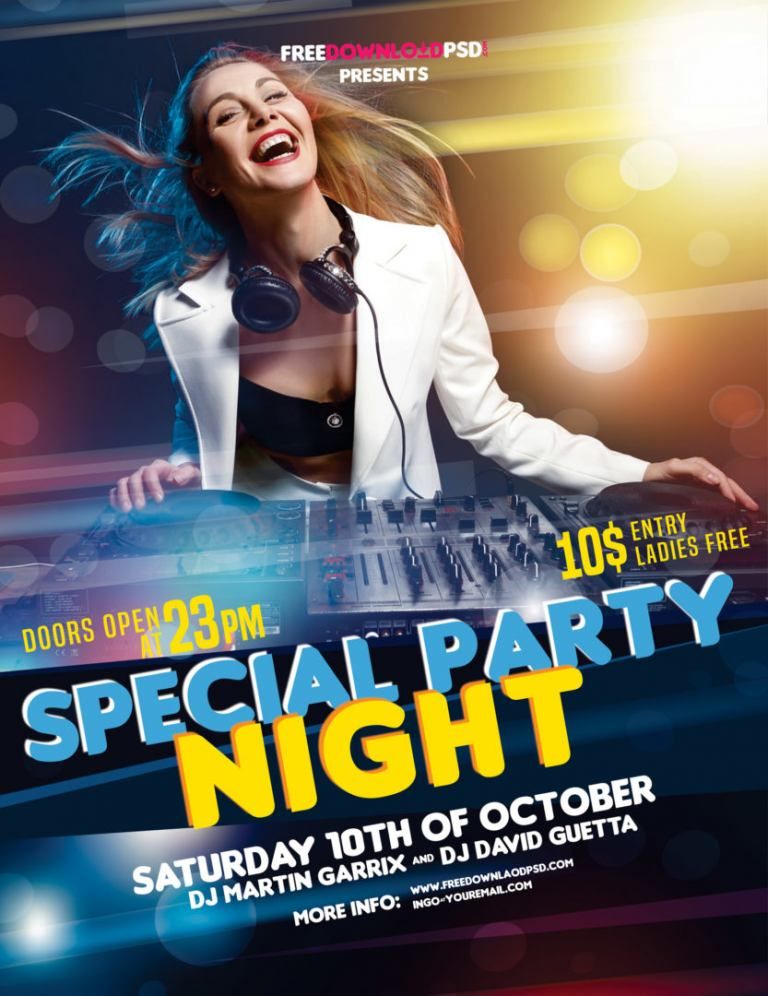 FREEDOWNLOADPSD.COM
PRESENTS
10$ ENTRY
LADIES FREE
DOORS OPEN
AT 23PM
SPECIAL PARTY
NIGHT
SATURDAY 10TH OF OCTOBER
DJ MARTIN GARRIX AND DJ DAVID GUETTA
MORE INFO: WWW.FREEDOWNLAODPSD.COM
INGO@YOUREMAIL.COM